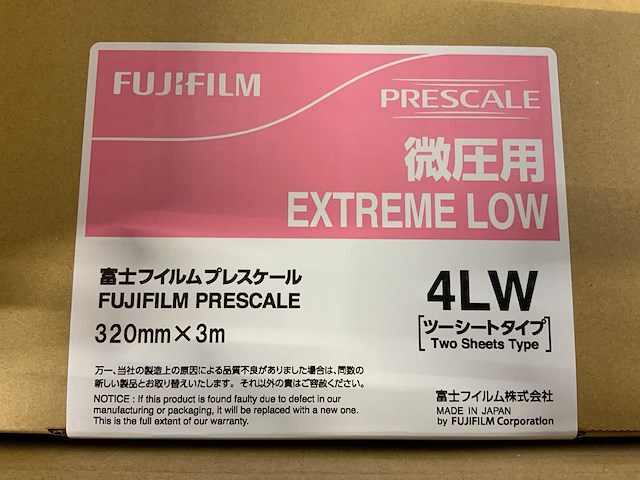 FUJIFILM
PRESCALE
微圧用
EXTREME LOW
富士フイルムプレスケール
FUJIFILM PRESCALE
320mm×3m
4LW
[ツーシートタイプ
Two Sheets Type]
万一、当社の製造上の原因による品質不良がありました場合は、同数の
新しい製品とお取り替えいたします。それ以外の責はご容赦ください。
NOTICE : If this product is found faulty due to defect in our
manufacturing or packaging, it will be replaced with a new one.
This is the full extent of our warranty.
富士フイルム株式会社
MADE IN JAPAN
by FUJIFILM Corporation